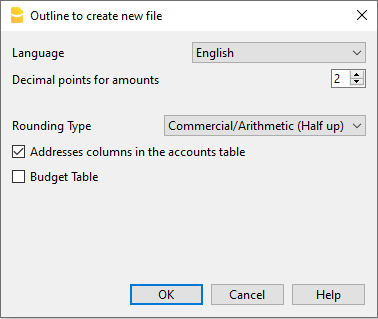 Outline to create new file
Language English
Decimal points for amounts 2
Rounding Type Commercial/Arithmetic (Half up)
Addresses columns in the accounts table
Budget Table
OK Cancel Help